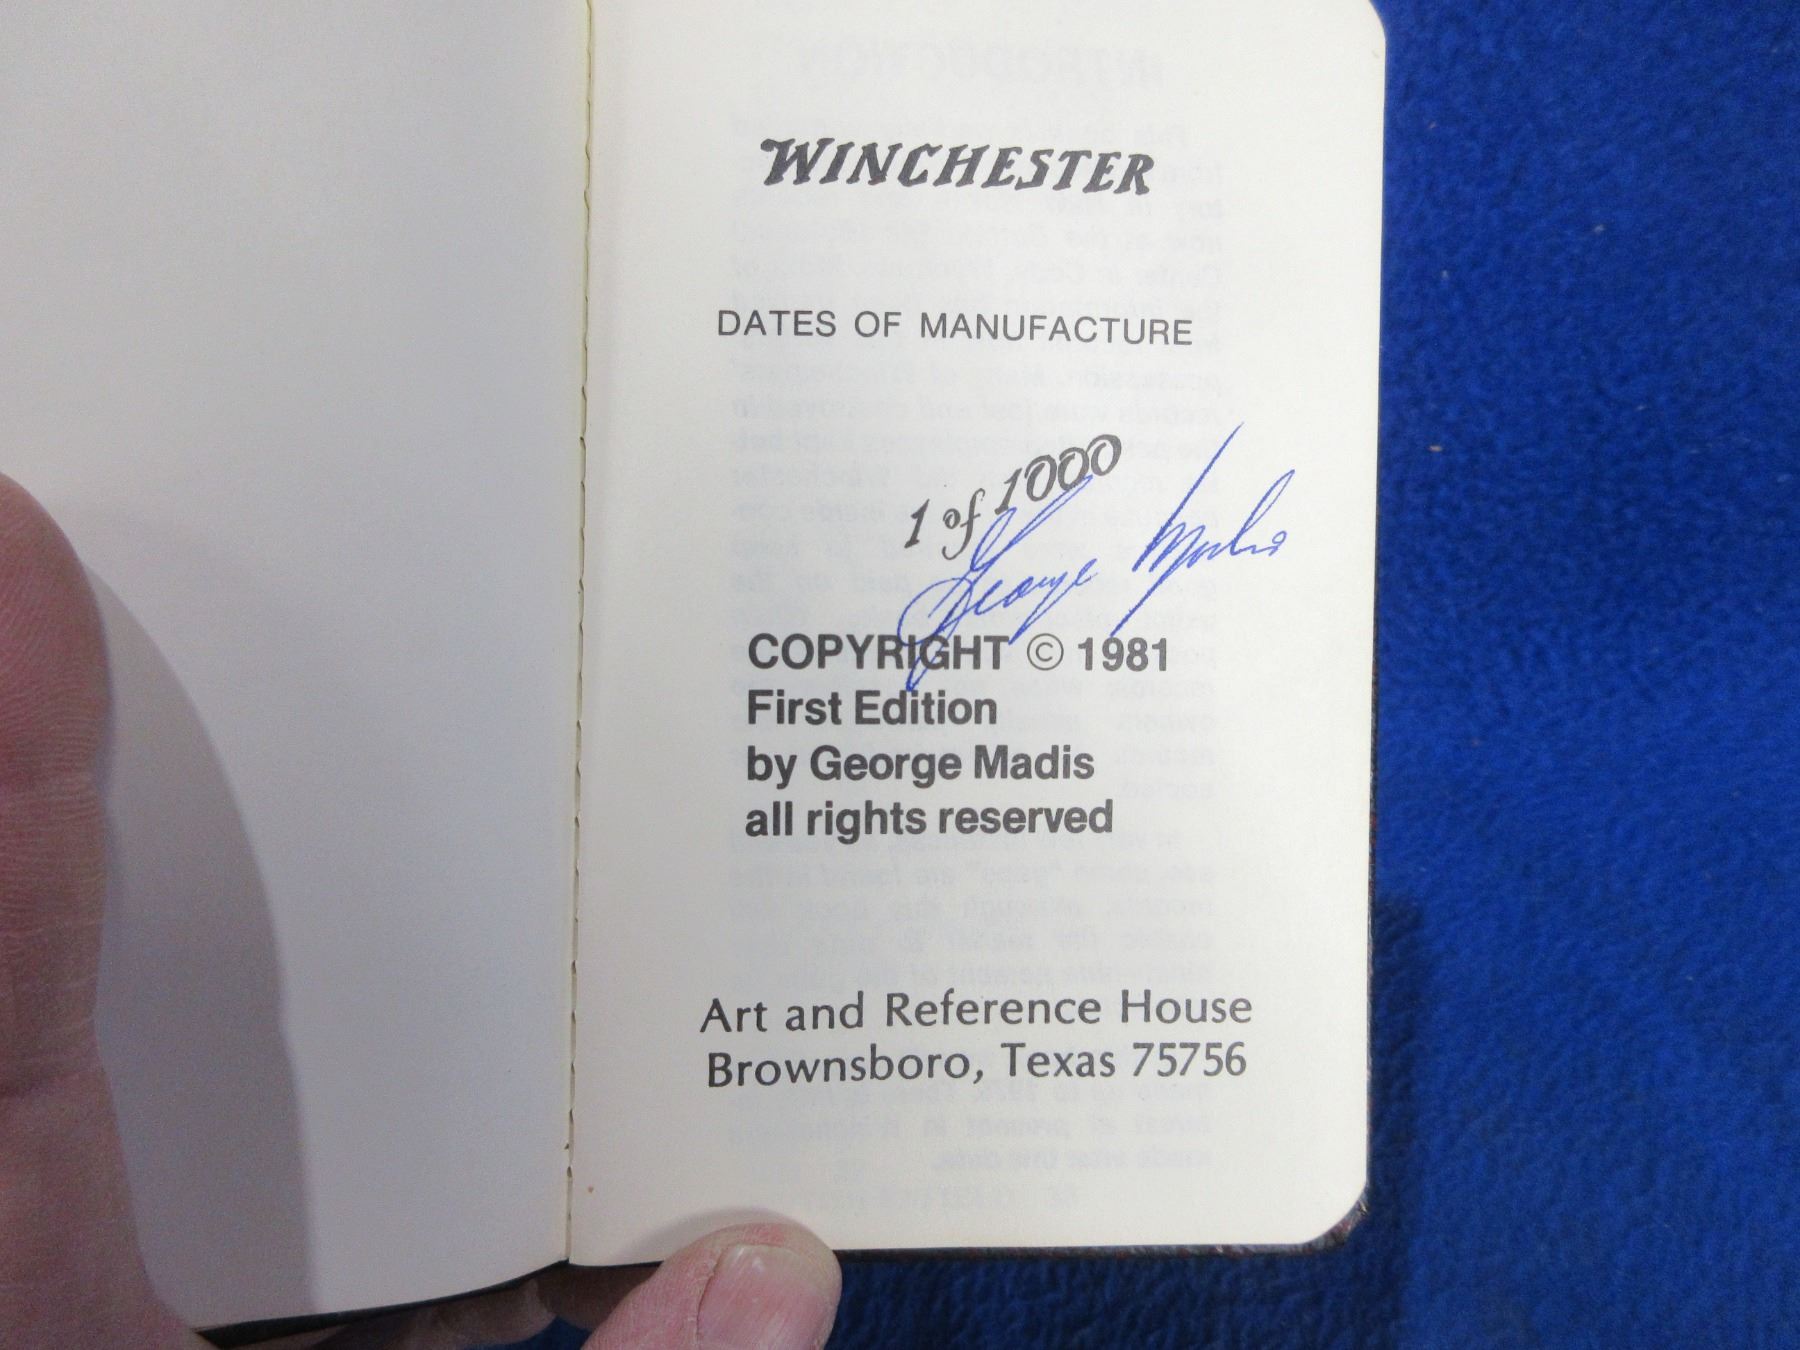 WINCHESTER
DATES OF MANUFACTURE
1 of 1000
George Madis
COPYRIGHT © 1981
First Edition
by George Madis
all rights reserved
Art and Reference House
Brownsboro, Texas 75756